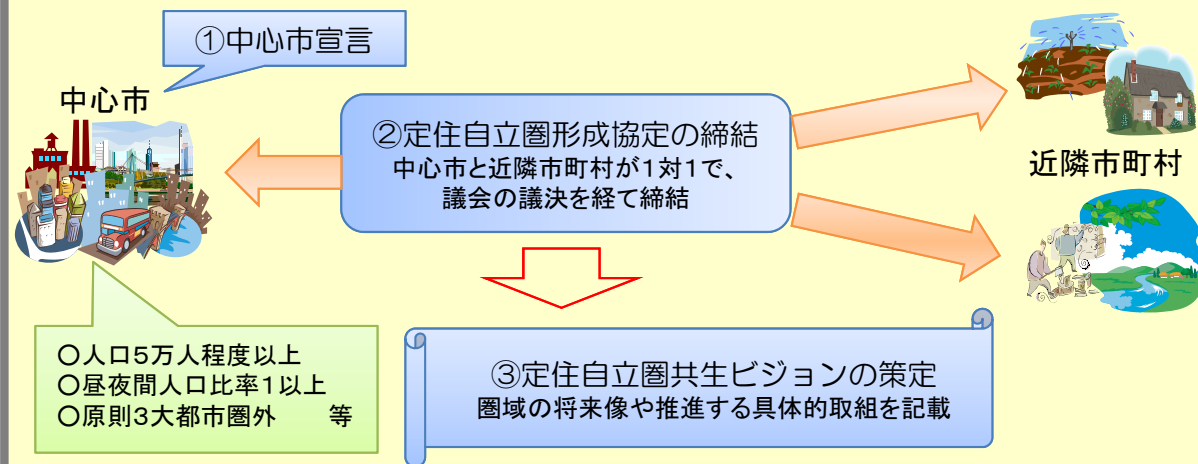 ①中心市宣言
中心市
②定住自立圏形成協定の締結
中心市と近隣市町村が1対1で、
議会の議決を経て締結
近隣市町村
○人口5万人程度以上
○昼夜間人口比率1以上
○原則3大都市圏外　　等
③定住自立圏共生ビジョンの策定
圏域の将来像や推進する具体的取組を記載